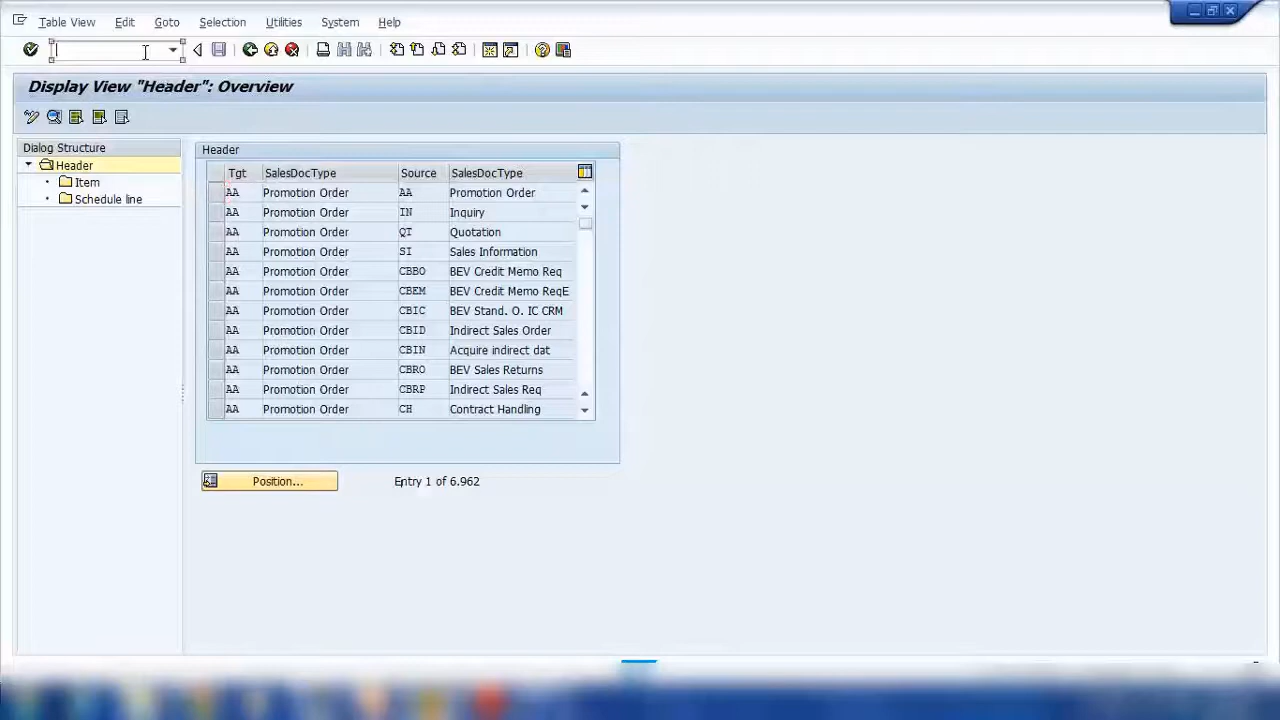 Table View Edit Goto Selection Utilities System Help
Display View "Header": Overview
Dialog Structure
Header
Item
Schedule line
Header
Tgt SalesDocType Source SalesDocType
AA Promotion Order AA Promotion Order
AA Promotion Order IN Inquiry
AA Promotion Order QT Quotation
AA Promotion Order SI Sales Information
AA Promotion Order CBBO BEV Credit Memo Req
AA Promotion Order CBEM BEV Credit Memo ReqE
AA Promotion Order CBIC BEV Stand. O. IC CRM
AA Promotion Order CBID Indirect Sales Order
AA Promotion Order CBIN Acquire indirect dat
AA Promotion Order CBRO BEV Sales Returns
AA Promotion Order CBRP Indirect Sales Req
AA Promotion Order CH Contract Handling
Position... Entry 1 of 6.962